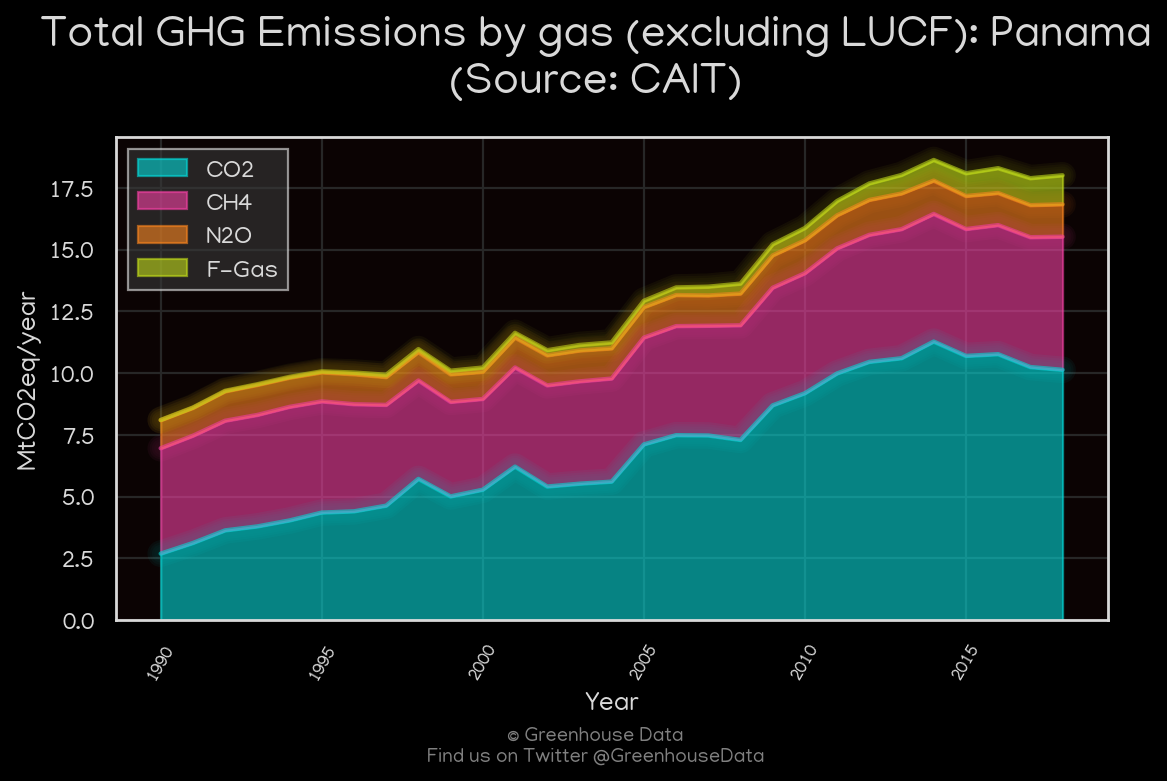 Total GHG Emissions by gas (excluding LUCF): Panama
(Source: CAIT)
CO2
CH4
N2O
F-Gas
MtCO2eq/year
17.5
15.0
12.5
10.0
7.5
5.0
2.5
0.0
1990
1995
2000
2005
2010
2015
Year
© Greenhouse Data
Find us on Twitter @GreenhouseData